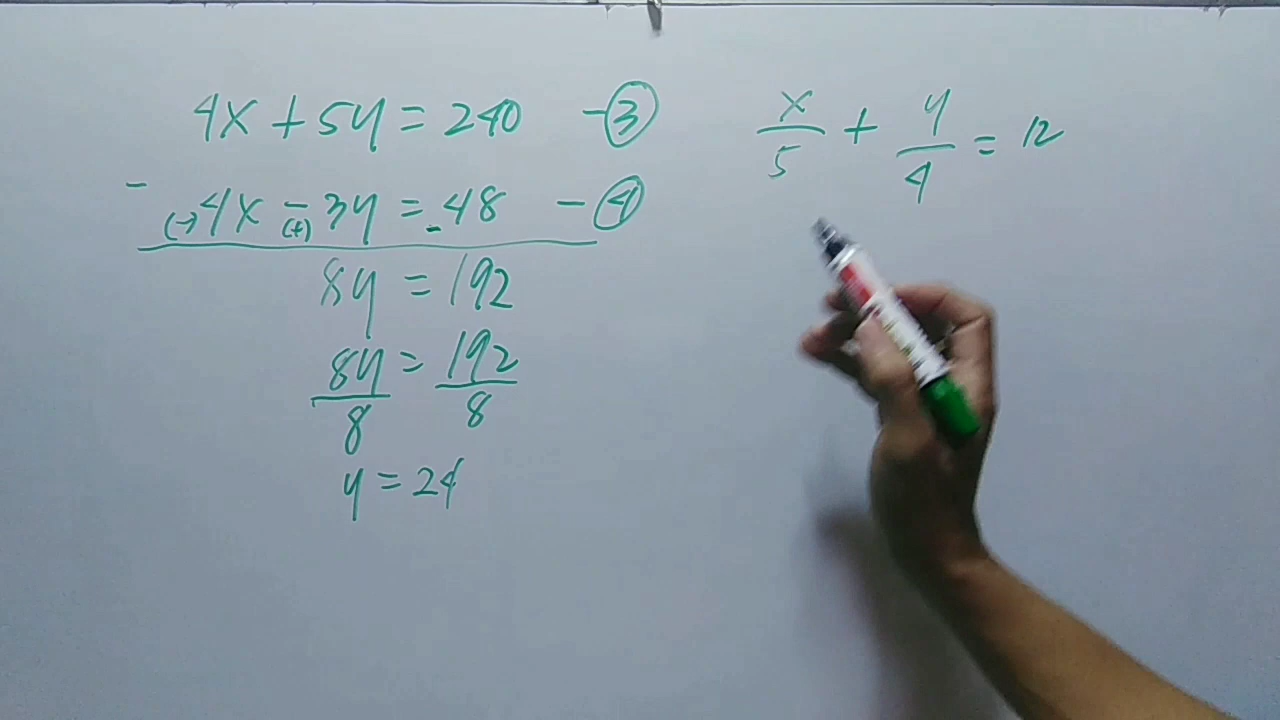 4x + 5y = 240 - ③
- (-)4x -(+) 3y = -48 - ④
8y = 192
8y/8 = 192/8
y = 24
x/5 + y/4 = 12